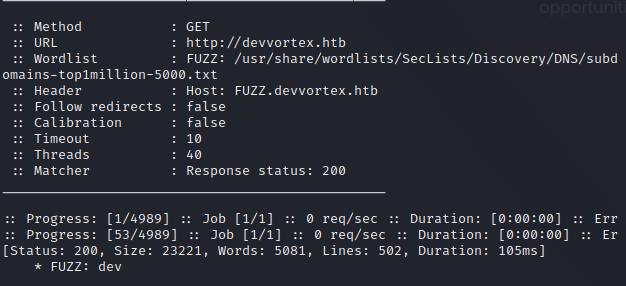 opportunit
:: Method : GET
:: URL : http://devvortex.htb
:: Wordlist : FUZZ: /usr/share/wordlists/SecLists/Discovery/DNS/subd
omains-top1million-5000.txt
:: Header : Host: FUZZ.devvortex.htb
:: Follow redirects : false
:: Calibration : false
:: Timeout : 10
:: Threads : 40
:: Matcher : Response status: 200
:: Progress: [1/4989] :: Job [1/1] :: 0 req/sec :: Duration: [0:00:00] :: Err
:: Progress: [53/4989] :: Job [1/1] :: 0 req/sec :: Duration: [0:00:00] :: Er
[Status: 200, Size: 23221, Words: 5081, Lines: 502, Duration: 105ms]
* FUZZ: dev